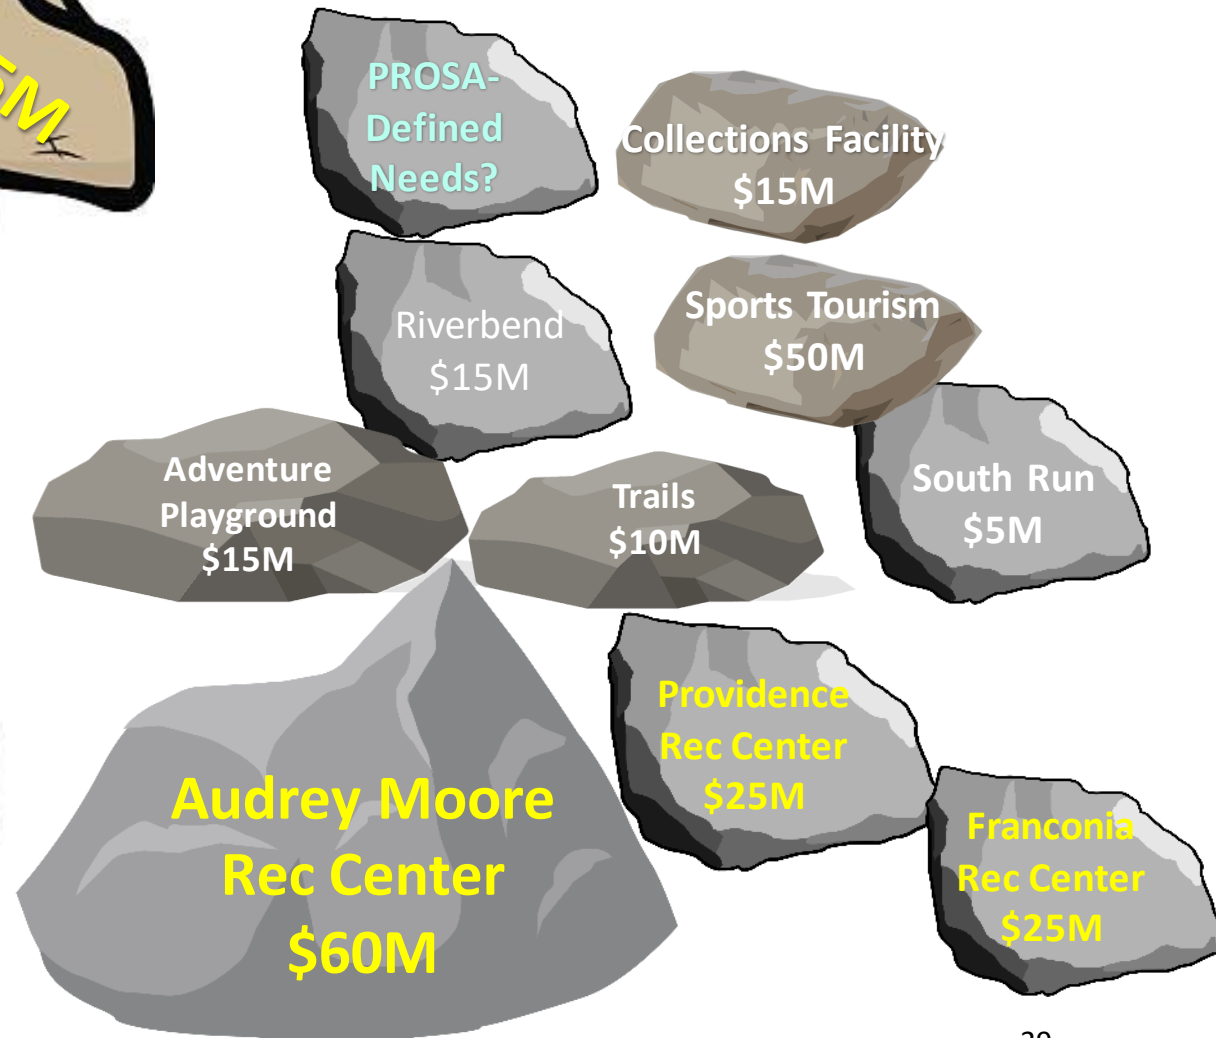 5M
PROSA-
Defined
Needs?
Collections Facility
$15M
Riverbend
$15M
Sports Tourism
$50M
Adventure
Playground
$15M
Trails
$10M
South Run
$5M
Providence
Rec Center
$25M
Audrey Moore
Rec Center
$60M
Franconia
Rec Center
$25M